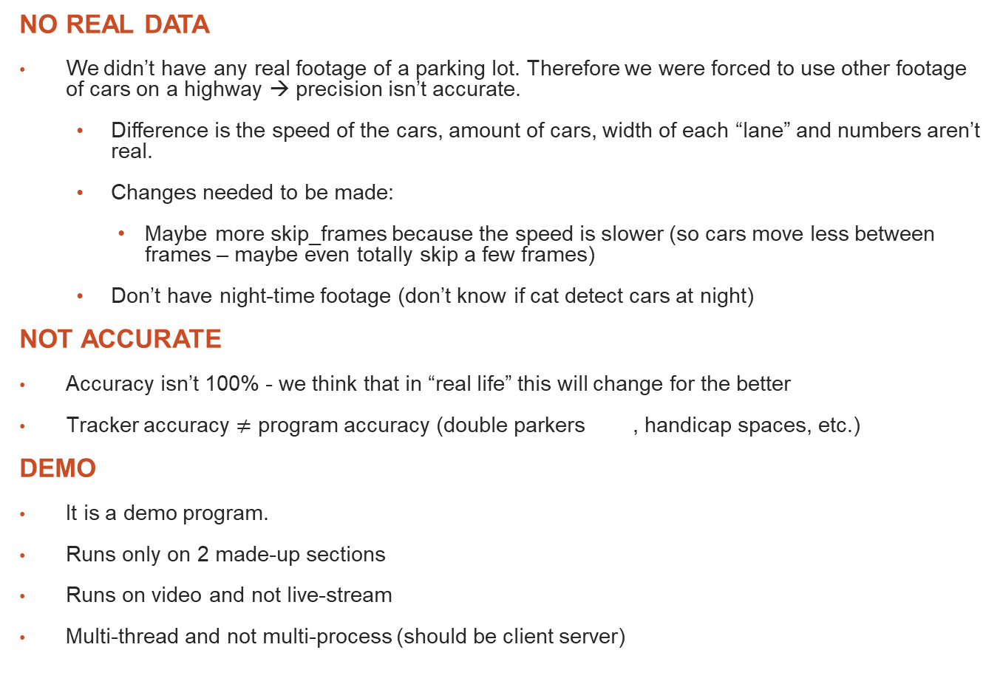 NO REAL DATA
• We didn’t have any real footage of a parking lot. Therefore we were forced to use other footage
of cars on a highway → precision isn’t accurate.
• Difference is the speed of the cars, amount of cars, width of each “lane” and numbers aren’t
real.
• Changes needed to be made:
• Maybe more skip_frames because the speed is slower (so cars move less between
frames – maybe even totally skip a few frames)
• Don’t have night-time footage (don’t know if cat detect cars at night)
NOT ACCURATE
• Accuracy isn’t 100% - we think that in “real life” this will change for the better
• Tracker accuracy ≠ program accuracy (double parkers , handicap spaces, etc.)
DEMO
• It is a demo program.
• Runs only on 2 made-up sections
• Runs on video and not live-stream
• Multi-thread and not multi-process (should be client server)